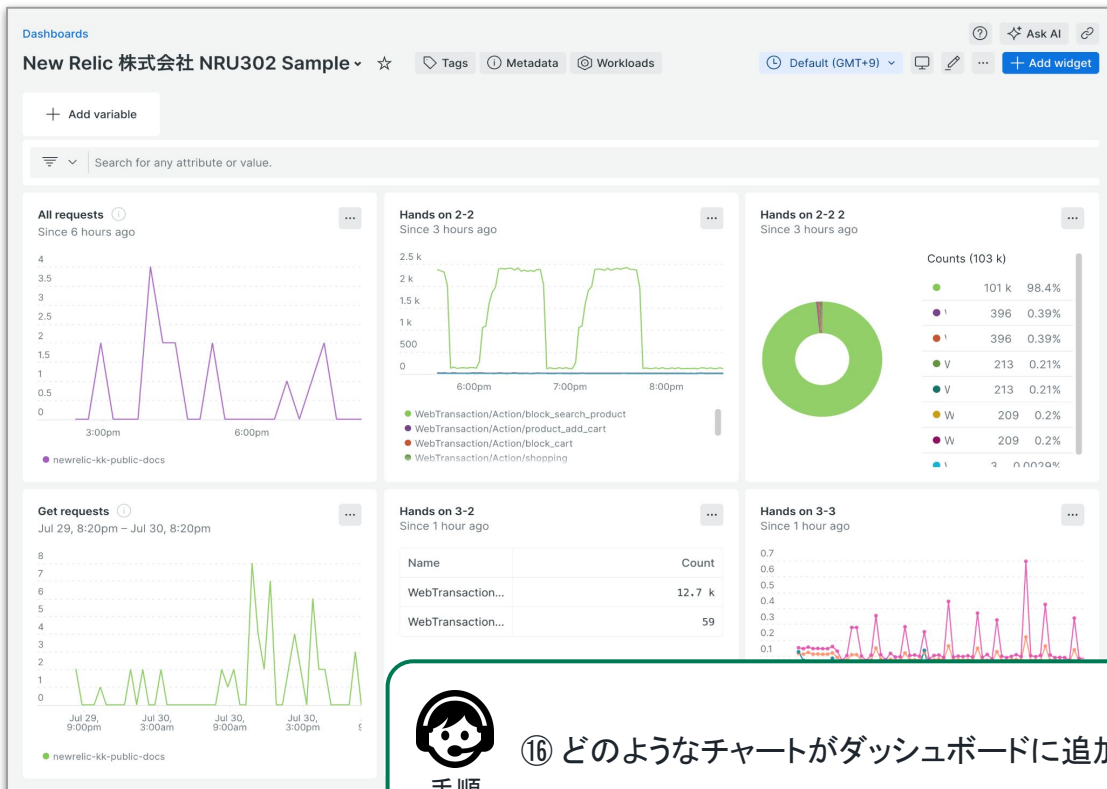 Dashboards
Ask AI
New Relic 株式会社 NRU302 Sample
Tags
Metadata
Workloads
Default (GMT+9)
Add widget
Add variable
Search for any attribute or value.
All requests
Since 6 hours ago
4
3.5
3
2.5
2
1.5
1
0.5
0
3:00pm 6:00pm
newrelic-kk-public-docs
Hands on 2-2
Since 3 hours ago
2.5 k
2 k
1.5 k
1 k
500
0
6:00pm 7:00pm 8:00pm
WebTransaction/Action/block_search_product
WebTransaction/Action/product_add_cart
WebTransaction/Action/block_cart
WebTransaction/Action/shopping
Hands on 2-2 2
Since 3 hours ago
Counts (103 k)
101 k 98.4%
396 0.39%
396 0.39%
V 213 0.21%
V 213 0.21%
W 209 0.2%
W 209 0.2%
3 0.0029%
Get requests
Jul 29, 8:20pm – Jul 30, 8:20pm
8
7
6
5
4
3
2
1
0
Jul 29, 9:00pm
Jul 30, 3:00am
Jul 30, 9:00am
Jul 30, 3:00pm
newrelic-kk-public-docs
Hands on 3-2
Since 1 hour ago
Name Count
WebTransaction... 12.7 k
WebTransaction... 59
Hands on 3-3
Since 1 hour ago
0.7
0.6
0.5
0.4
0.3
0.2
0.1
⑯ どのようなチャートがダッシュボードに追加
手順